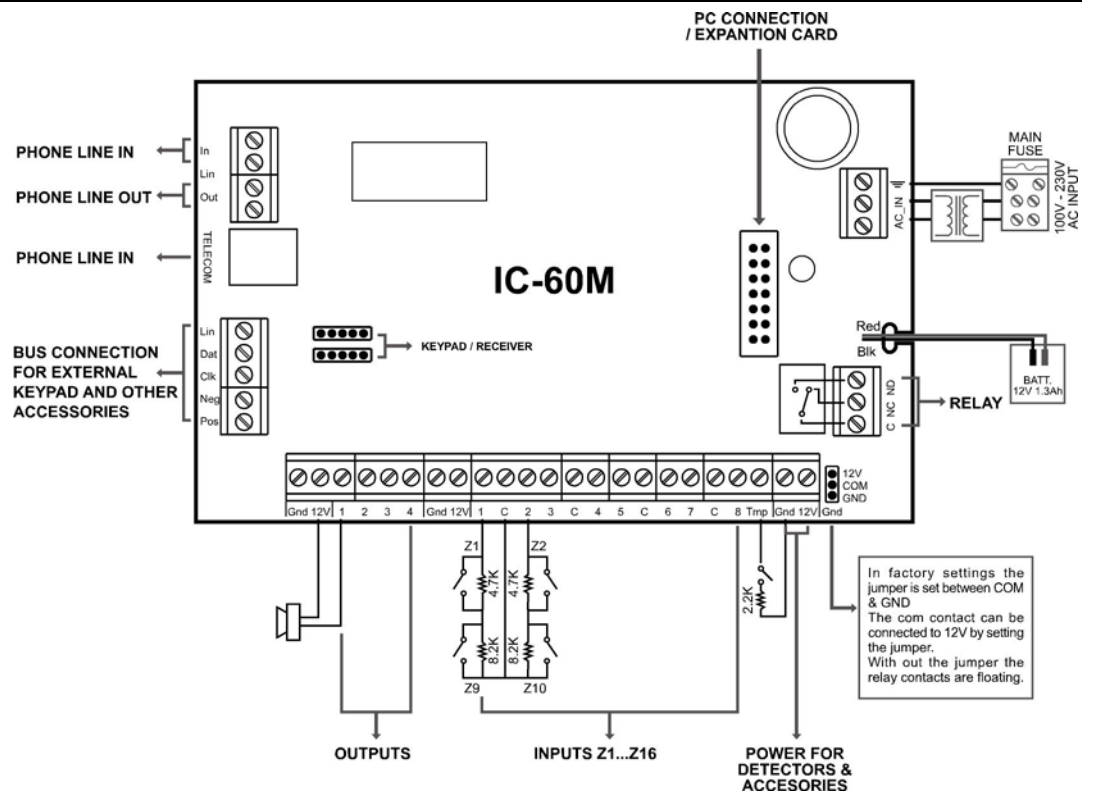 PC CONNECTION
/ EXPANTION CARD
PHONE LINE IN
In
Lin
PHONE LINE OUT
Out
TELECOM
PHONE LINE IN
IC-60M
MAIN
FUSE
AC_IN
100V - 230V
AC INPUT
BUS CONNECTION
FOR EXTERNAL
KEYPAD AND OTHER
ACCESSORIES
Lin
Dat
Clk
Neg
Pos
KEYPAD / RECEIVER
Red
Blk
BATT.
12V 1.3Ah
C NC ND
RELAY
12V
COM
GND
Gnd 12V 1 2 3 4 Gnd 12V 1 C 2 3 C 4 5 C 6 7 C 8 Tmp Gnd 12V Gnd
Z1 Z2
4.7K 4.7K
8.2K 8.2K
Z9 Z10
2.2K
In factory settings the
jumper is set between COM
& GND
The com contact can be
connected to 12V by setting
the jumper.
With out the jumper the
relay contacts are floating.
OUTPUTS
INPUTS Z1...Z16
POWER FOR
DETECTORS &
ACCESORIES